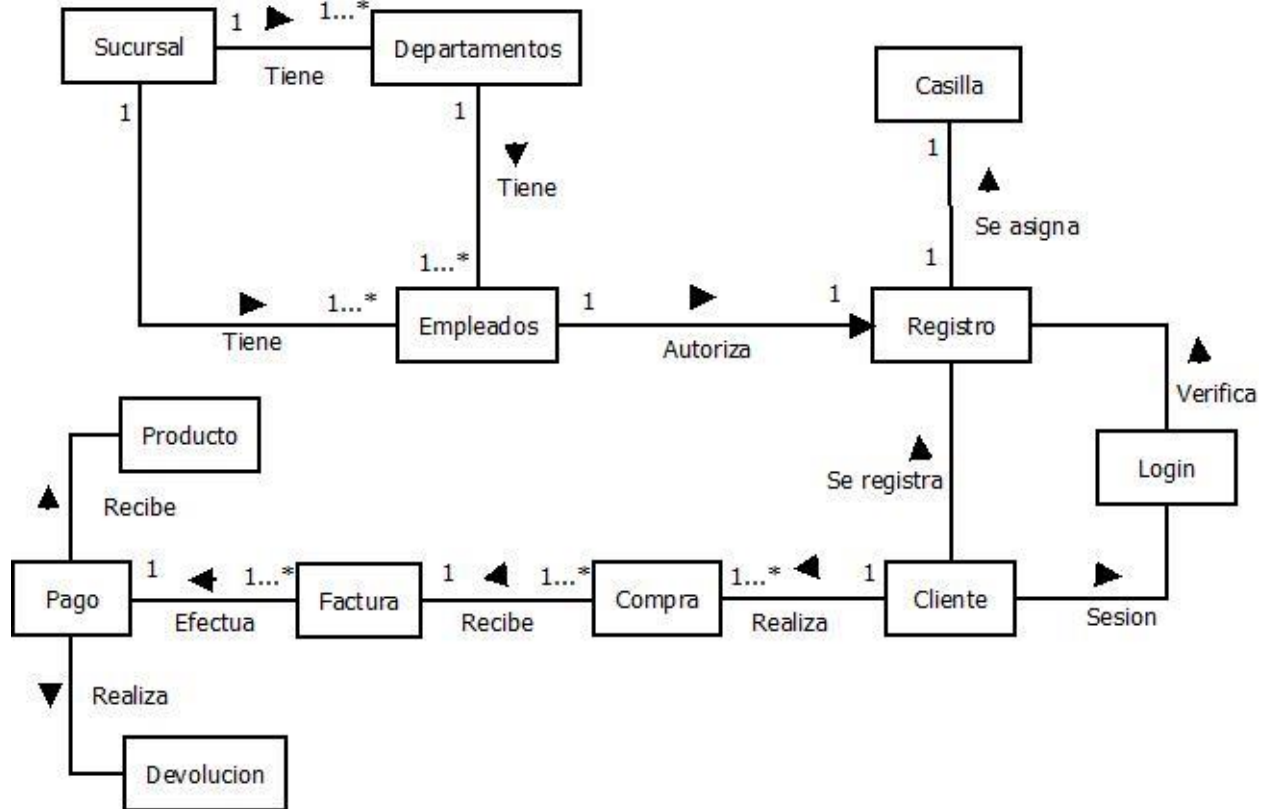 1
1...*
Sucursal
Departamentos
Tiene
1
1
Casilla
1
Tiene
Se asigna
1...*
1
1...*
Empleados
1
1
Registro
Tiene
Autoriza
Verifica
Producto
Login
Se registra
Recibe
Pago
1
1...*
Factura
1
1...*
Compra
1...*
1
Cliente
Efectua
Recibe
Realiza
Sesion
Realiza
Devolucion